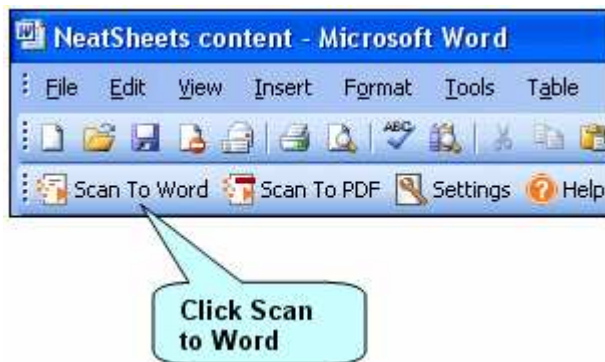 NeatSheets content - Microsoft Word
File Edit View Insert Format Tools Table
ABC
Scan To Word Scan To PDF Settings Help
Click Scan
to Word